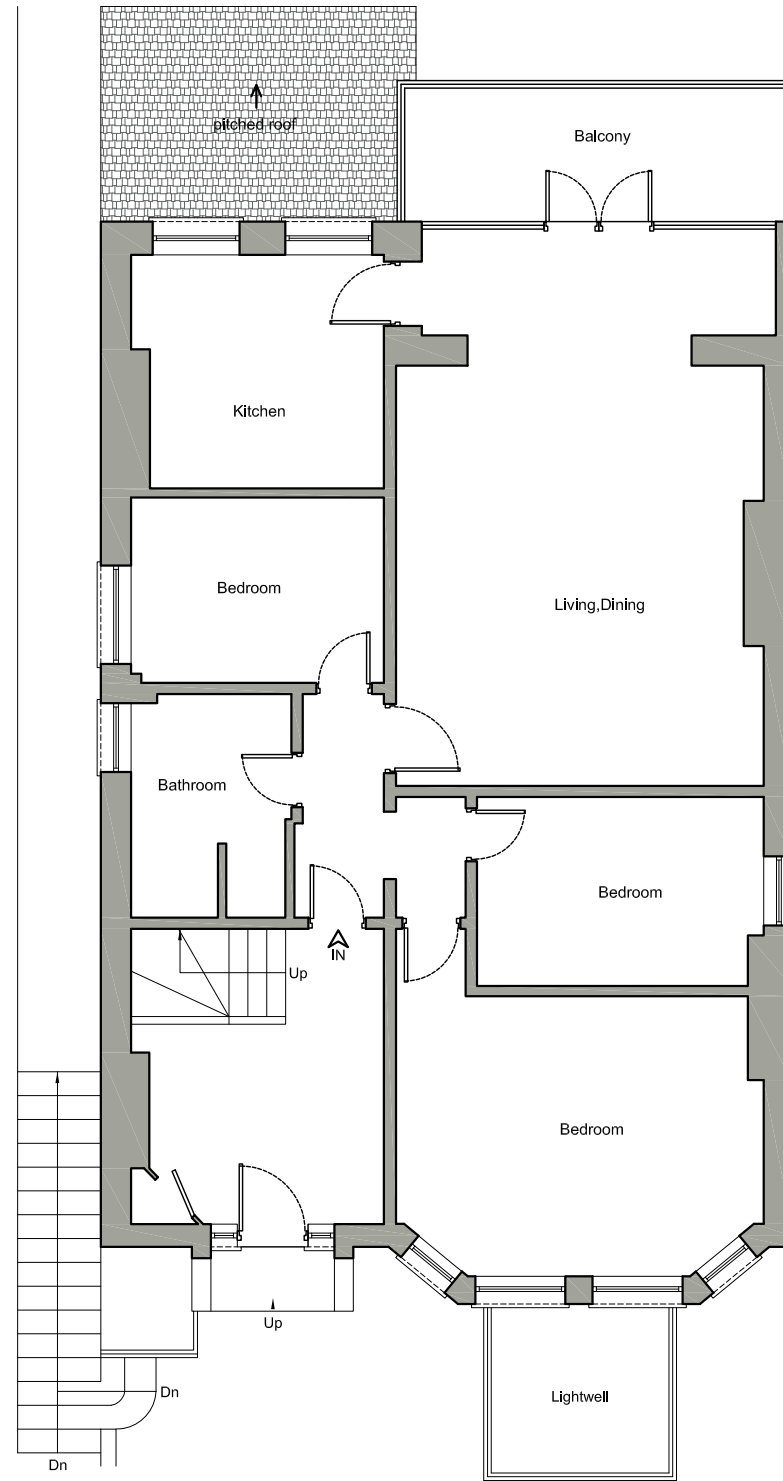 pitched roof
Balcony
Kitchen
Bedroom
Living,Dining
Bathroom
Bedroom
IN
Up
Bedroom
Up
Dn
Lightwell
Dn